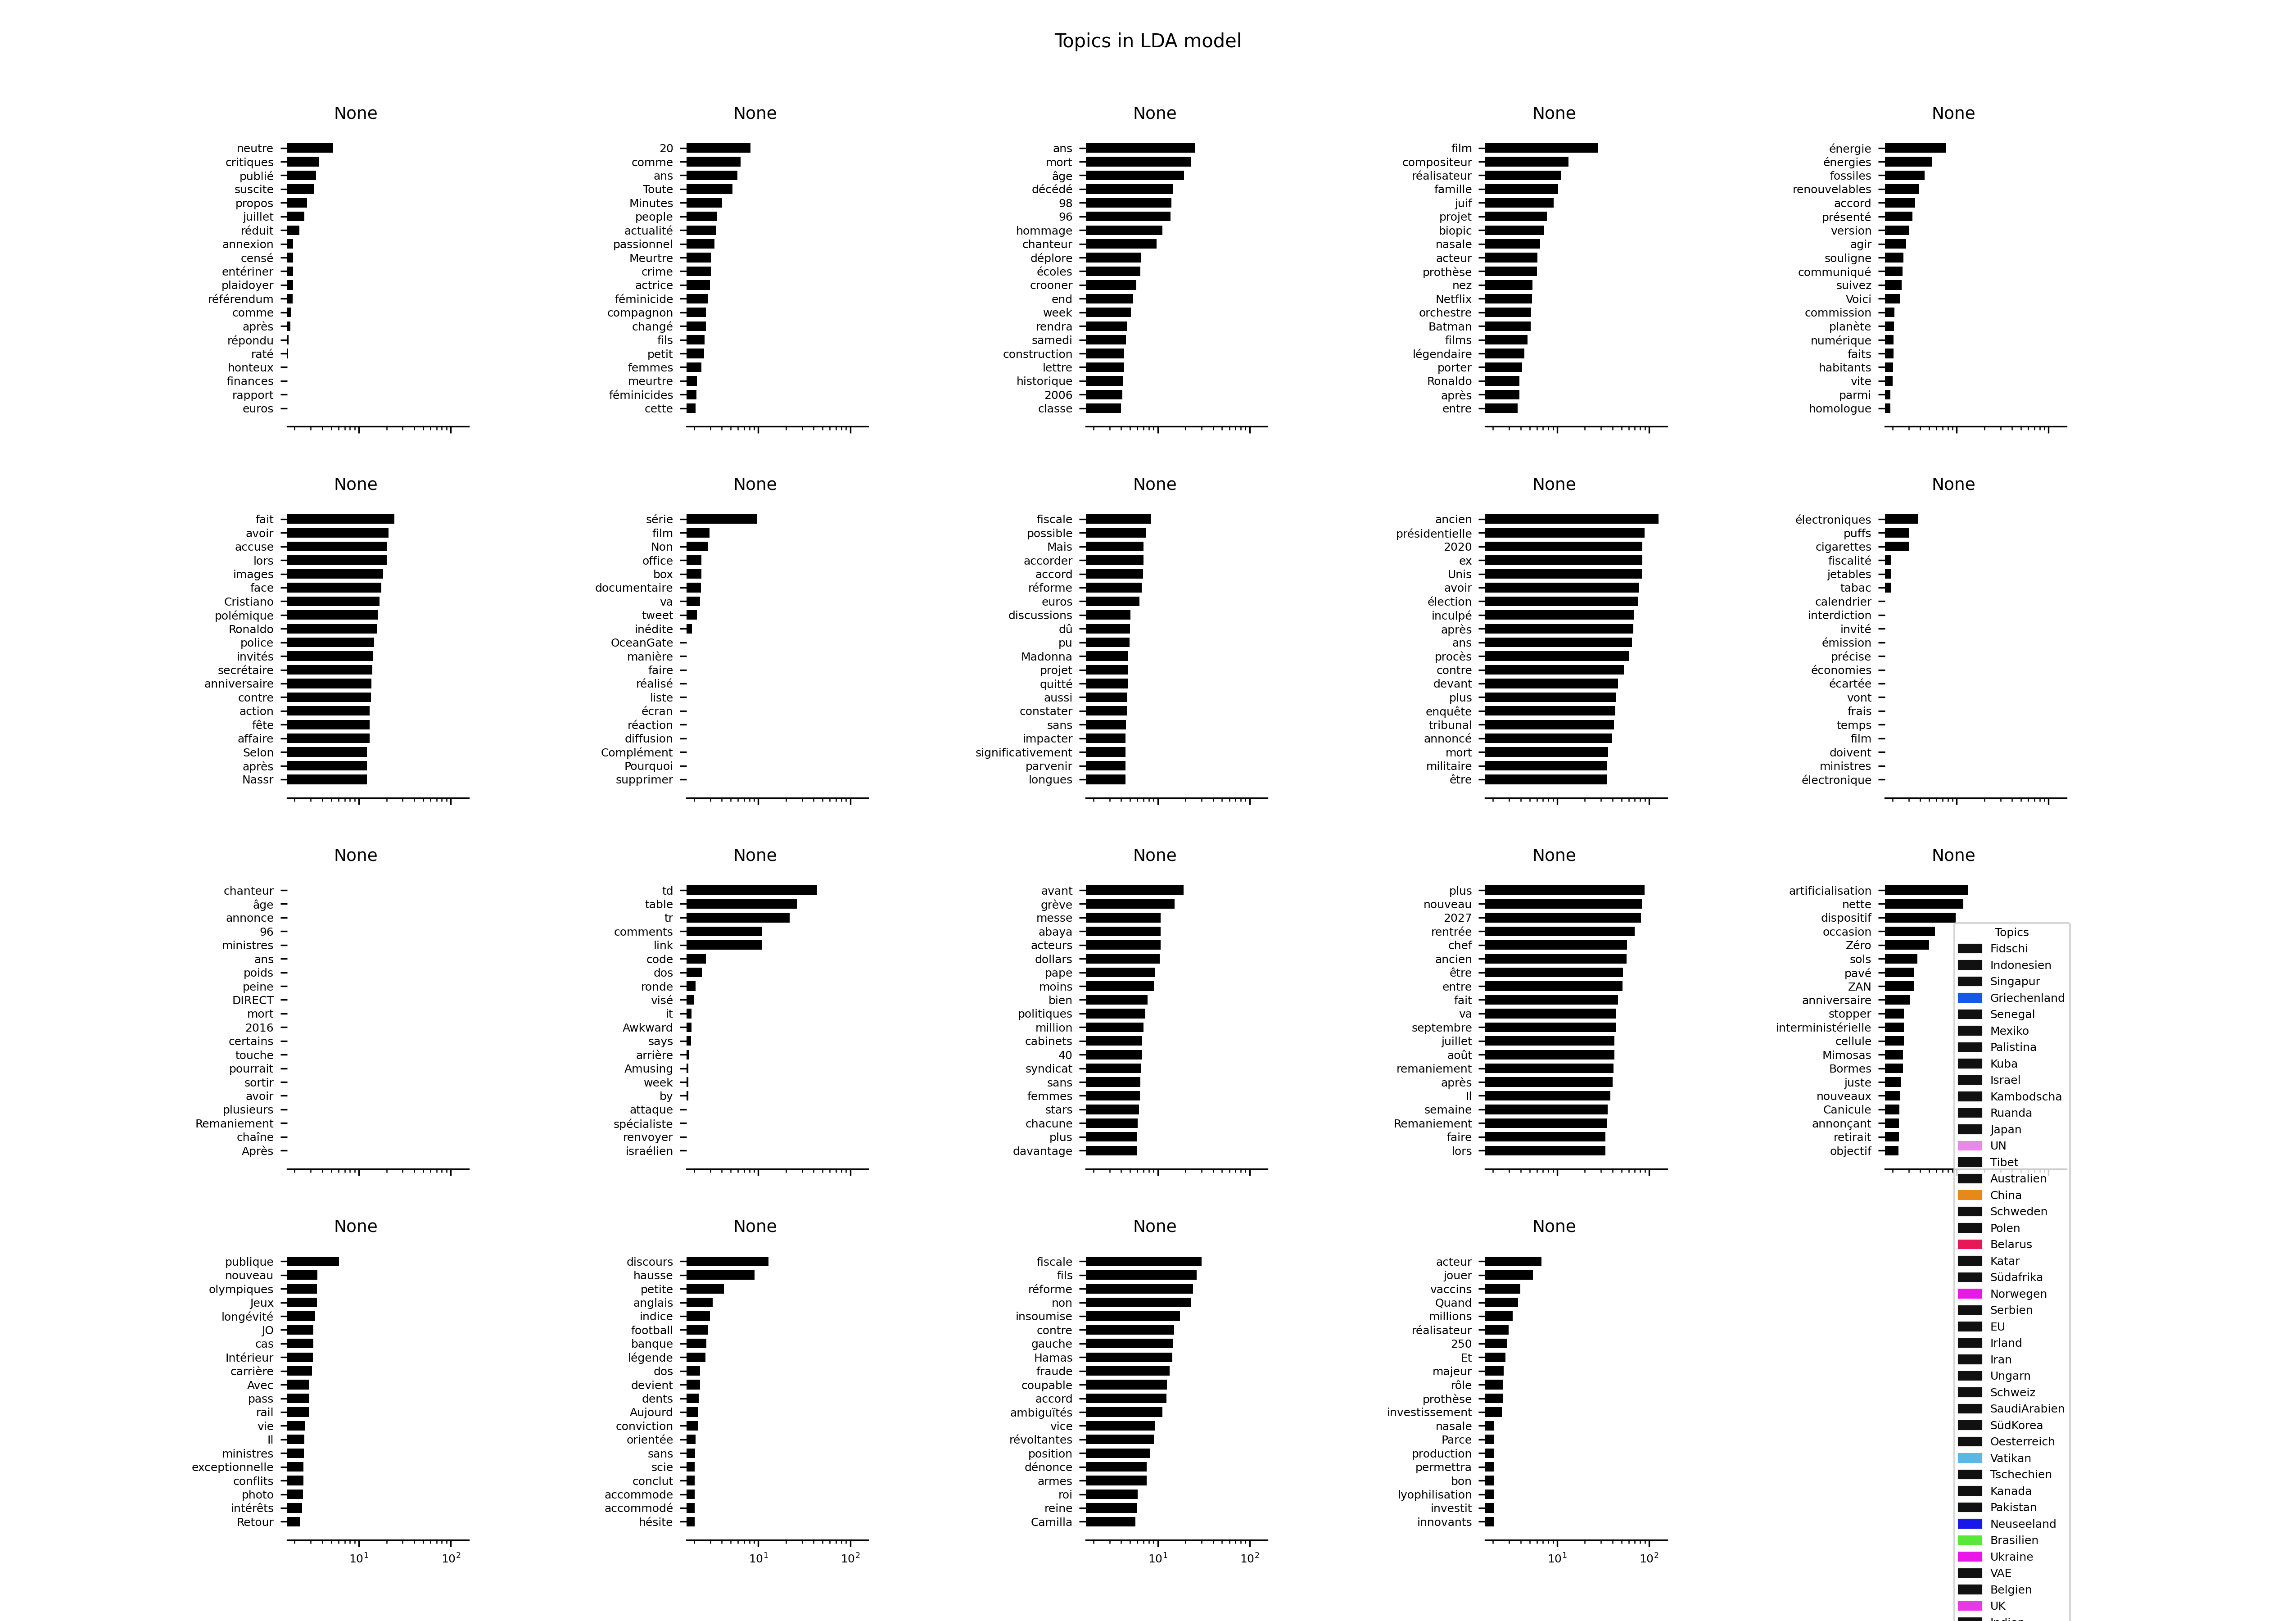 Topics in LDA model
None
neutre
critiques
publié
suscite
propos
juillet
réduit
annexion
censé
entériner
plaidoyer
référendum
comme
après
répondu
raté
honteux
finances
rapport
euros
None
20
comme
ans
Toute
Minutes
people
actualité
passionnel
Meurtre
crime
actrice
féminicide
compagnon
changé
fils
petit
femmes
meurtre
féminicides
cette
None
ans
mort
âge
décédé
98
96
hommage
chanteur
déplore
écoles
crooner
end
week
rendra
samedi
construction
lettre
historique
2006
classe
None
film
compositeur
réalisateur
famille
juif
projet
biopic
nasale
acteur
prothèse
nez
Netflix
orchestre
Batman
films
légendaire
porter
Ronaldo
après
entre
None
énergie
énergies
fossiles
renouvelables
accord
présenté
version
agir
souligne
communiqué
suivez
Voici
commission
planète
numérique
faits
habitants
vite
parmi
homologue
None
fait
avoir
accuse
lors
images
face
Cristiano
polémique
Ronaldo
police
invités
secrétaire
anniversaire
contre
action
fête
affaire
Selon
après
Nassr
None
série
film
Non
office
box
documentaire
va
tweet
inédite
OceanGate
manière
faire
réalisé
liste
écran
réaction
diffusion
Complément
Pourquoi
supprimer
None
fiscale
possible
Mais
accorder
accord
réforme
euros
discussions
dû
pu
Madonna
projet
quitté
aussi
constater
sans
impacter
significativement
parvenir
longues
None
ancien
présidentielle
2020
ex
Unis
avoir
élection
inculpé
après
ans
procès
contre
devant
plus
enquête
tribunal
annoncé
mort
militaire
être
None
électroniques
puffs
cigarettes
fiscalité
jetables
tabac
calendrier
interdiction
invité
émission
précise
économies
écartée
vont
frais
temps
film
doivent
ministres
électronique
None
chanteur
âge
annonce
96
ministres
ans
poids
peine
DIRECT
mort
2016
certains
touche
pourrait
sortir
avoir
plusieurs
Remaniement
chaîne
Après
None
td
table
tr
comments
link
code
dos
ronde
visé
it
Awkward
says
arrière
Amusing
week
by
attaque
spécialiste
renvoyer
israélien
None
avant
grève
messe
abaya
acteurs
dollars
pape
moins
bien
politiques
million
cabinets
40
syndicat
sans
femmes
stars
chacune
plus
davantage
None
plus
nouveau
2027
rentrée
chef
ancien
être
entre
fait
va
septembre
juillet
août
remaniement
après
Il
semaine
Remaniement
faire
lors
None
artificialisation
nette
dispositif
occasion
Zéro
sols
pavé
ZAN
anniversaire
stopper
interministérielle
cellule
Mimosas
Bormes
juste
nouveaux
Canicule
annonçant
retirait
objectif
None
publique
nouveau
olympiques
Jeux
longévité
JO
cas
Intérieur
carrière
Avec
pass
rail
vie
Il
ministres
exceptionnelle
conflits
photo
intérêts
Retour
10¹ 10²
None
discours
hausse
petite
anglais
indice
football
banque
légende
dos
devient
dents
Aujourd
conviction
orientée
sans
scie
conclut
accommode
accommodé
hésite
10¹ 10²
None
fiscale
fils
réforme
non
insoumise
contre
gauche
Hamas
fraude
coupable
accord
ambiguïtés
vice
révoltantes
position
dénonce
armes
roi
reine
Camilla
10¹ 10²
None
acteur
jouer
vaccins
Quand
millions
réalisateur
250
Et
majeur
rôle
prothèse
investissement
nasale
Parce
production
permettra
bon
lyophilisation
investit
innovants
10¹ 10²
Topics
Fidschi
Indonesien
Singapur
Griechenland
Senegal
Mexiko
Palistina
Kuba
Israel
Kambodscha
Ruanda
Japan
UN
Tibet
Australien
China
Schweden
Polen
Belarus
Katar
Südafrika
Norwegen
Serbien
EU
Irland
Iran
Ungarn
Schweiz
SaudiArabien
SüdKorea
Oesterreich
Vatikan
Tschechien
Kanada
Pakistan
Neuseeland
Brasilien
Ukraine
VAE
Belgien
UK